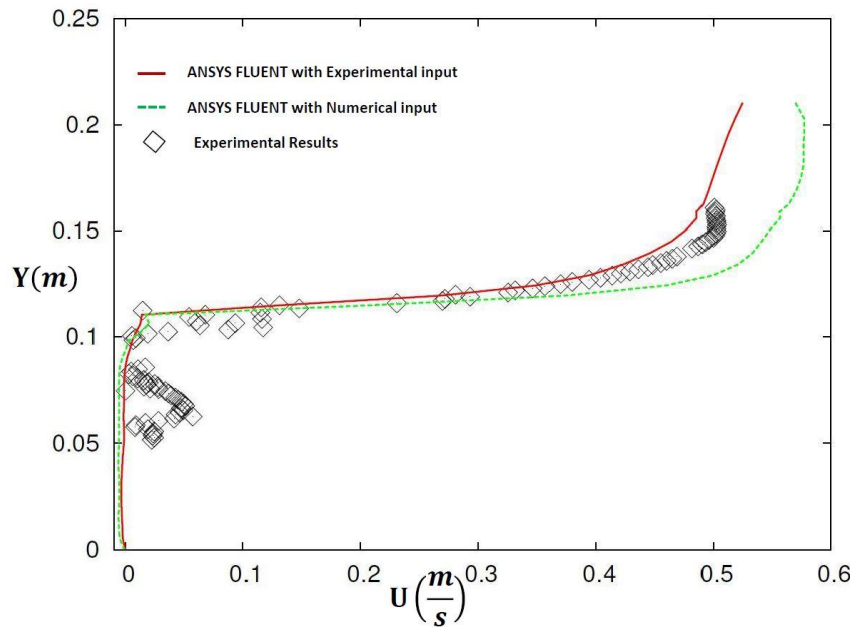 0.25
ANSYS FLUENT with Experimental input
ANSYS FLUENT with Numerical input
Experimental Results
0.2
0.15
Y(m)
0.1
0.05
0
0 0.1 0.2 0.3 0.4 0.5 0.6
U(m/s)